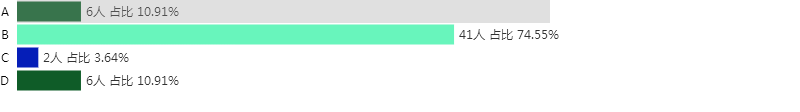 A 6人 占比 10.91%
B 41人 占比 74.55%
C 2人 占比 3.64%
D 6人 占比 10.91%